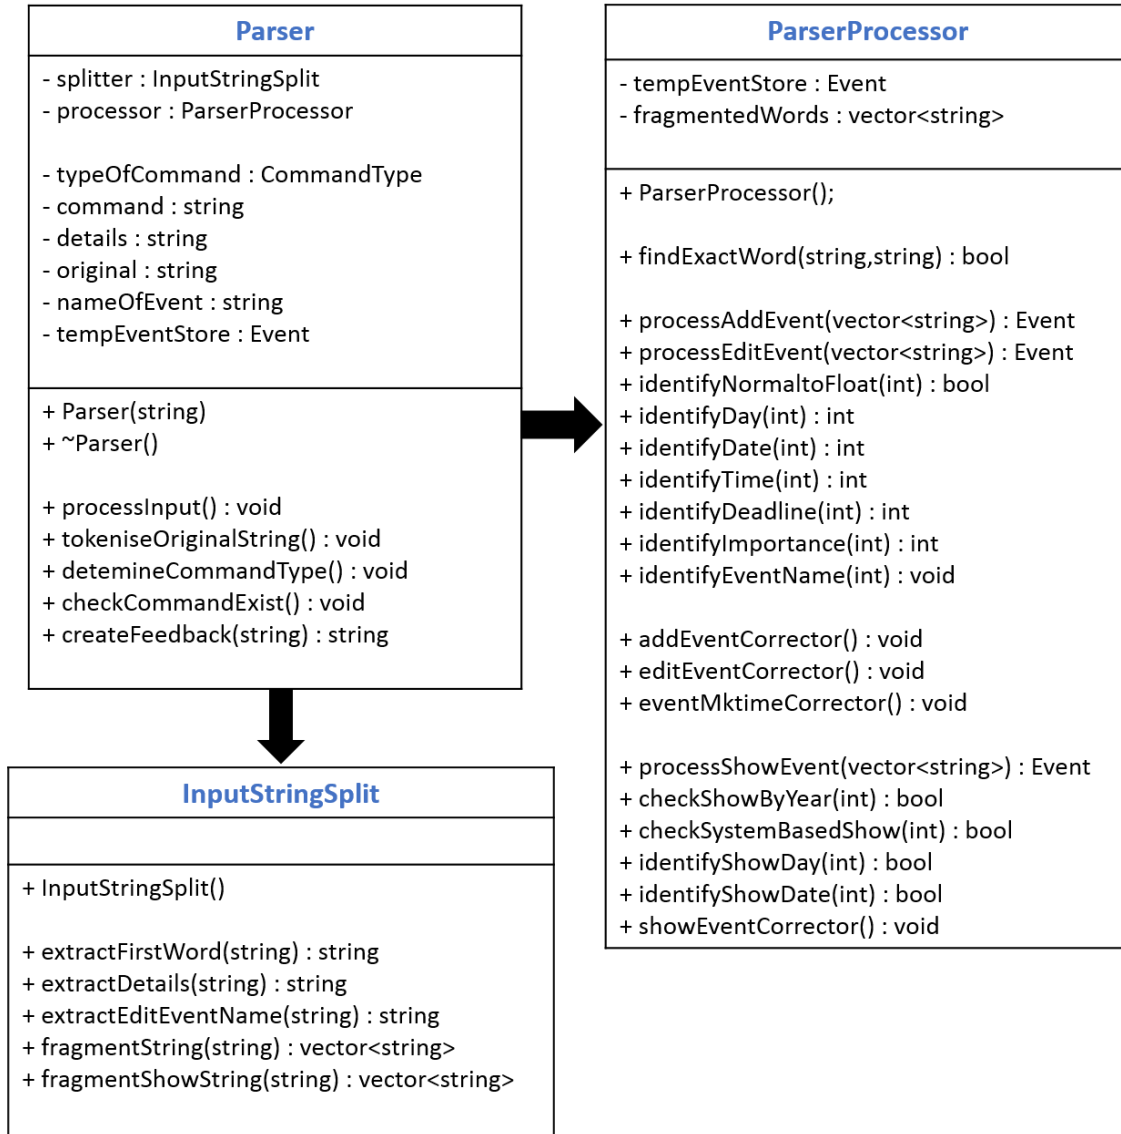 Parser
- splitter : InputStringSplit
- processor : ParserProcessor
- typeOfCommand : CommandType
- command : string
- details : string
- original : string
- nameOfEvent : string
- tempEventStore : Event
+ Parser(string)
+ ~Parser()
+ processInput() : void
+ tokeniseOriginalString() : void
+ detemineCommandType() : void
+ checkCommandExist() : void
+ createFeedback(string) : string
ParserProcessor
- tempEventStore : Event
- fragmentedWords : vector<string>
+ ParserProcessor();
+ findExactWord(string,string) : bool
+ processAddEvent(vector<string>) : Event
+ processEditEvent(vector<string>) : Event
+ identifyNormaltoFloat(int) : bool
+ identifyDay(int) : int
+ identifyDate(int) : int
+ identifyTime(int) : int
+ identifyDeadline(int) : int
+ identifyImportance(int) : int
+ identifyEventName(int) : void
+ addEventCorrector() : void
+ editEventCorrector() : void
+ eventMktimeCorrector() : void
+ processShowEvent(vector<string>) : Event
+ checkShowByYear(int) : bool
+ checkSystemBasedShow(int) : bool
+ identifyShowDay(int) : bool
+ identifyShowDate(int) : bool
+ showEventCorrector() : void
InputStringSplit
+ InputStringSplit()
+ extractFirstWord(string) : string
+ extractDetails(string) : string
+ extractEditEventName(string) : string
+ fragmentString(string) : vector<string>
+ fragmentShowString(string) : vector<string>